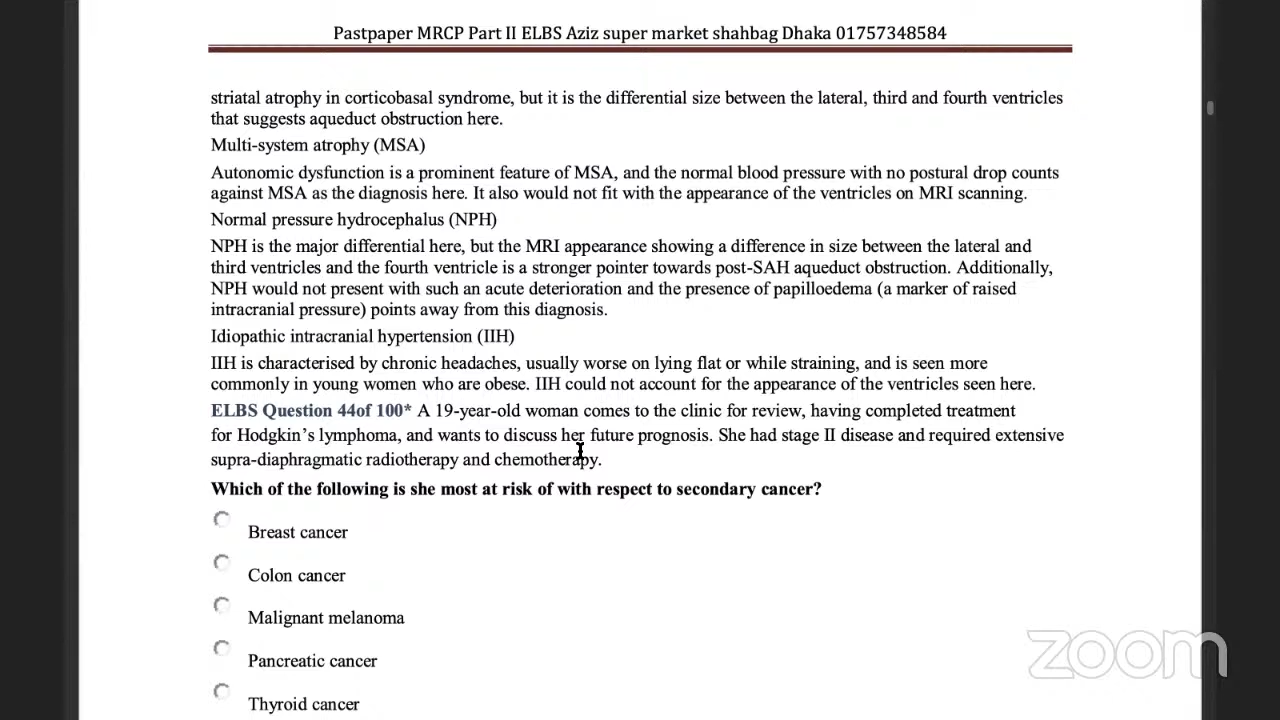 Pastpaper MRCP Part II ELBS Aziz super market shahbag Dhaka 01757348584
striatal atrophy in corticobasal syndrome, but it is the differential size between the lateral, third and fourth ventricles
that suggests aqueduct obstruction here.
Multi-system atrophy (MSA)
Autonomic dysfunction is a prominent feature of MSA, and the normal blood pressure with no postural drop counts
against MSA as the diagnosis here. It also would not fit with the appearance of the ventricles on MRI scanning.
Normal pressure hydrocephalus (NPH)
NPH is the major differential here, but the MRI appearance showing a difference in size between the lateral and
third ventricles and the fourth ventricle is a stronger pointer towards post-SAH aqueduct obstruction. Additionally,
NPH would not present with such an acute deterioration and the presence of papilloedema (a marker of raised
intracranial pressure) points away from this diagnosis.
Idiopathic intracranial hypertension (IIH)
IIH is characterised by chronic headaches, usually worse on lying flat or while straining, and is seen more
commonly in young women who are obese. IIH could not account for the appearance of the ventricles seen here.
ELBS Question 44of 100* A 19-year-old woman comes to the clinic for review, having completed treatment
for Hodgkin's lymphoma, and wants to discuss her future prognosis. She had stage II disease and required extensive
supra-diaphragmatic radiotherapy and chemotherapy.
Which of the following is she most at risk of with respect to secondary cancer?
Breast cancer
Colon cancer
Malignant melanoma
Pancreatic cancer
Thyroid cancer
zoom